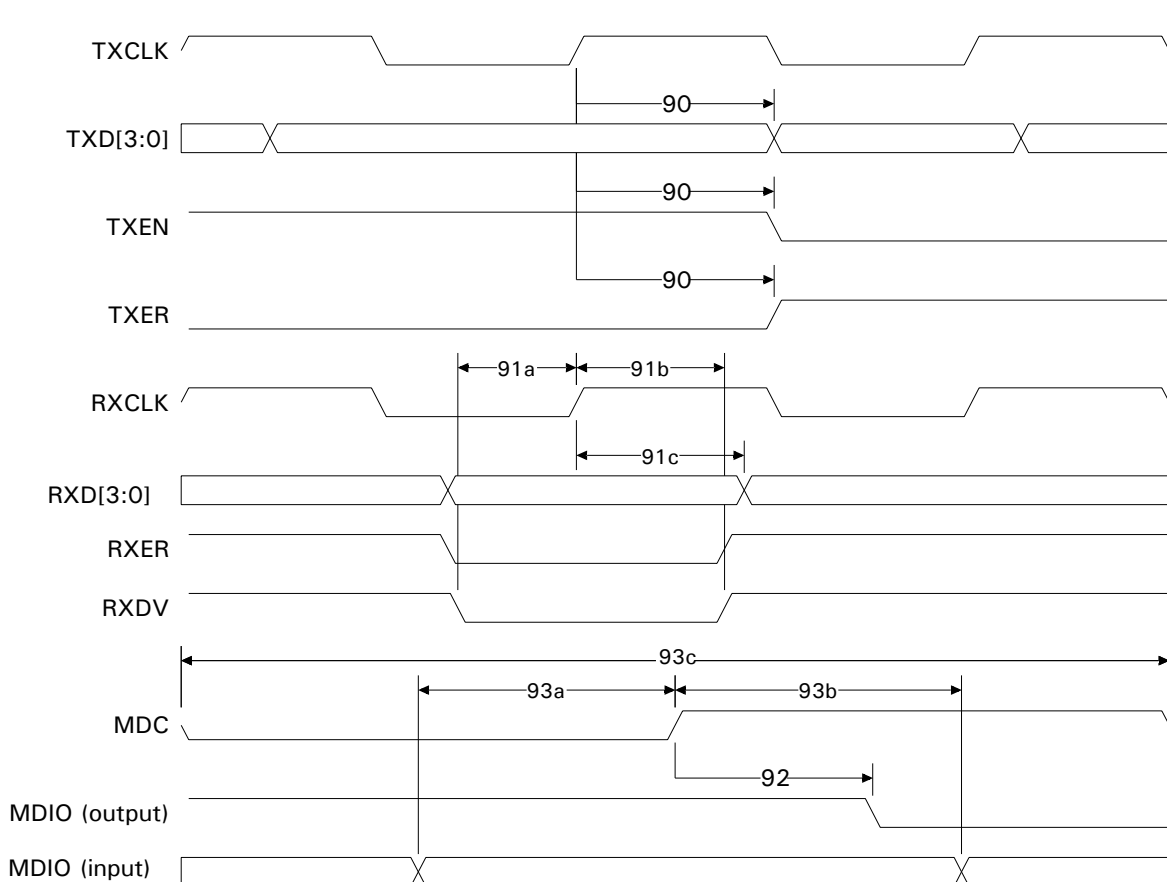 TXCLK
90
TXD[3:0]
90
TXEN
90
TXER
91a 91b
RXCLK
91c
RXD[3:0]
RXER
RXDV
93c
93a 93b
MDC
92
MDIO (output)
MDIO (input)